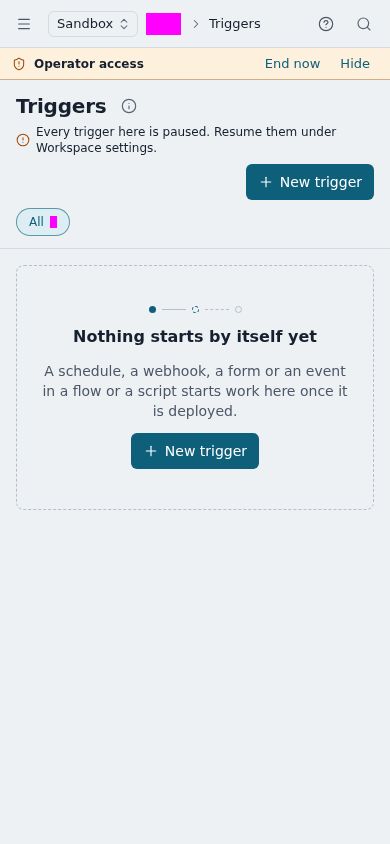 Sandbox
Triggers
Operator access
End now
Hide
Triggers
Every trigger here is paused. Resume them under
Workspace settings.
New trigger
All
Nothing starts by itself yet
A schedule, a webhook, a form or an event
in a flow or a script starts work here once it
is deployed.
New trigger